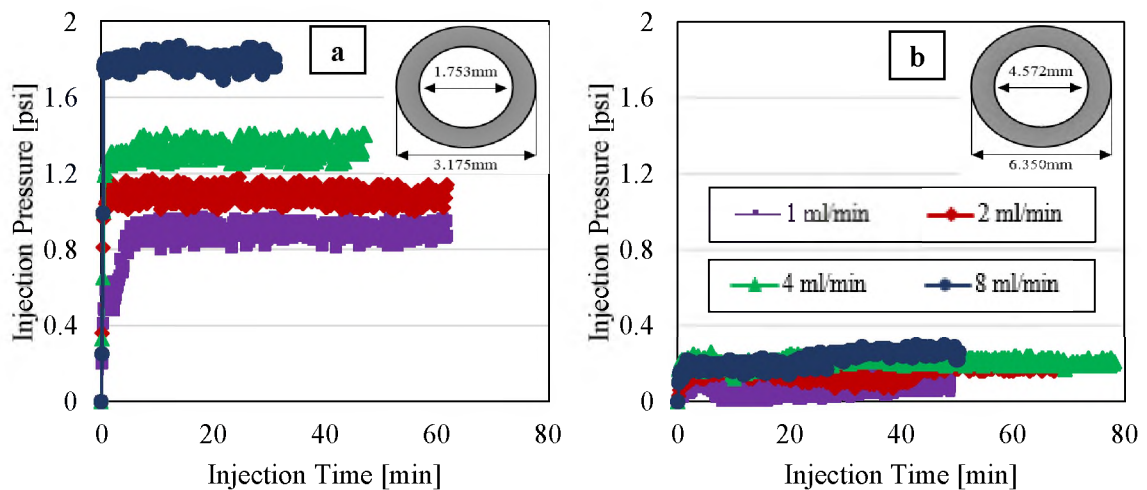 Injection Pressure [psi]
2
1.6
1.2
0.8
0.4
0
a
1.753mm
3.175mm
0 20 40 60 80
Injection Time [min]
Injection Pressure [psi]
2
1.6
1.2
0.8
0.4
0
b
4.572mm
6.350mm
1 ml/min 2 ml/min
4 ml/min 8 ml/min
0 20 40 60 80
Injection Time [min]